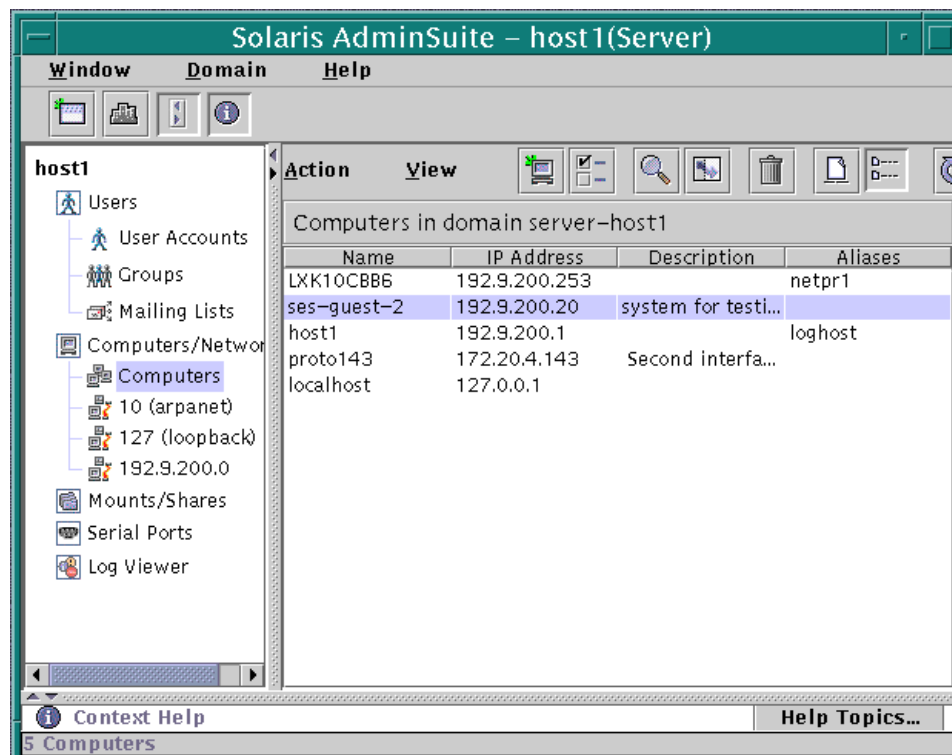 Solaris AdminSuite – host1(Server)
Window Domain Help
host1
Users
User Accounts
Groups
Mailing Lists
Computers/Networ
Computers
10 (arpanet)
127 (loopback)
192.9.200.0
Mounts/Shares
Serial Ports
Log Viewer
Action View
Computers in domain server–host1
Name IP Address Description Aliases
LXK10CBB6 192.9.200.253 netpr1
ses–guest–2 192.9.200.20 system for testi...
host1 192.9.200.1 loghost
proto143 172.20.4.143 Second interfa...
localhost 127.0.0.1
Context Help Help Topics...
5 Computers